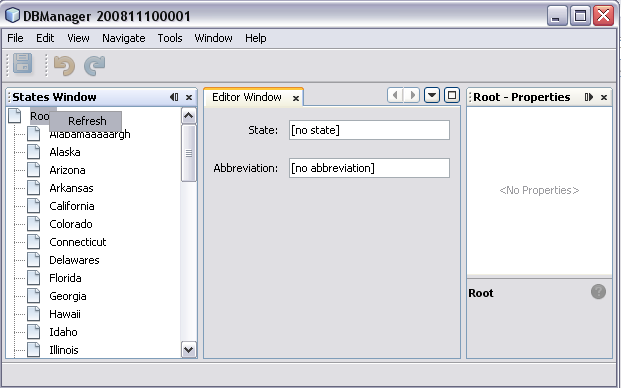 DBManager 200811100001
File Edit View Navigate Tools Window Help
States Window
Editor Window
Root - Properties
Root
Refresh
Alabamaaaaargh
Alaska
Arizona
Arkansas
California
Colorado
Connecticut
Delawares
Florida
Georgia
Hawaii
Idaho
Illinois
State: [no state]
Abbreviation: [no abbreviation]
<No Properties>
Root
?